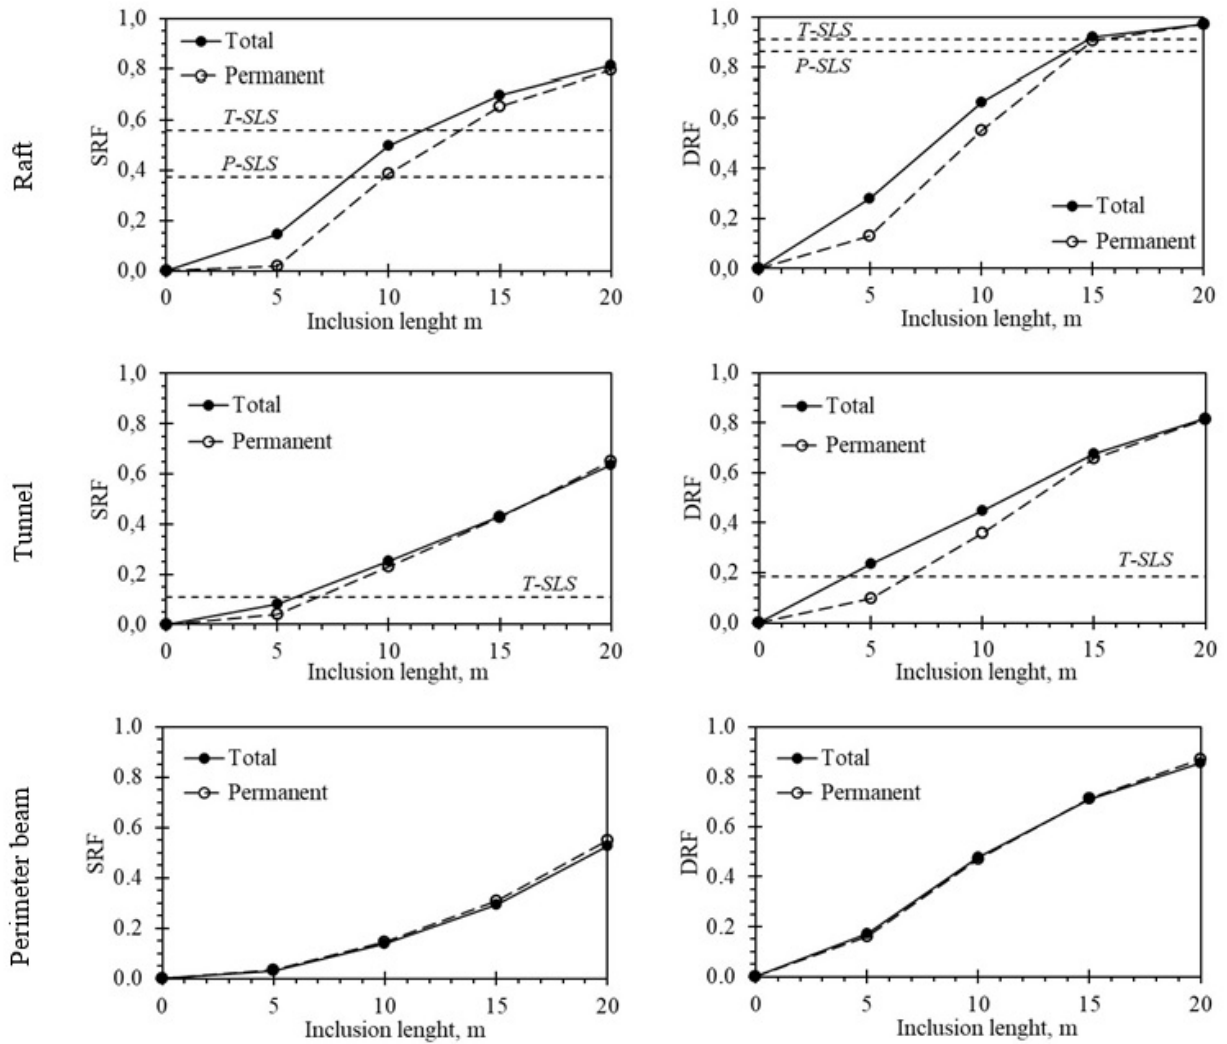 Raft
SRF
1,0
0,8
0,6
0,4
0,2
0,0
Total
Permanent
T-SLS
P-SLS
0 5 10 15 20
Inclusion lenght m
DRF
1,0
0,8
0,6
0,4
0,2
0,0
T-SLS
P-SLS
Total
Permanent
0 5 10 15 20
Inclusion lenght, m
Tunnel
SRF
1,0
0,8
0,6
0,4
0,2
0,0
Total
Permanent
T-SLS
0 5 10 15 20
Inclusion lenght, m
DRF
1,0
0,8
0,6
0,4
0,2
0,0
Total
Permanent
T-SLS
0 5 10 15 20
Inclusion lenght, m
Perimeter beam
SRF
1.0
0.8
0.6
0.4
0.2
0.0
Total
Permanent
0 5 10 15 20
Inclusion lenght, m
DRF
1.0
0.8
0.6
0.4
0.2
0.0
Total
Permanent
0 5 10 15 20
Inclusion lenght, m